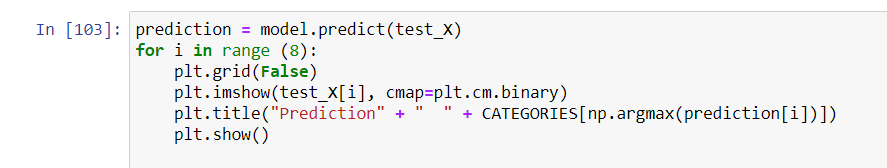 In [103]: prediction = model.predict(test_X)
for i in range (8):
    plt.grid(False)
    plt.imshow(test_X[i], cmap=plt.cm.binary)
    plt.title("Prediction" + "  " + CATEGORIES[np.argmax(prediction[i])])
    plt.show()